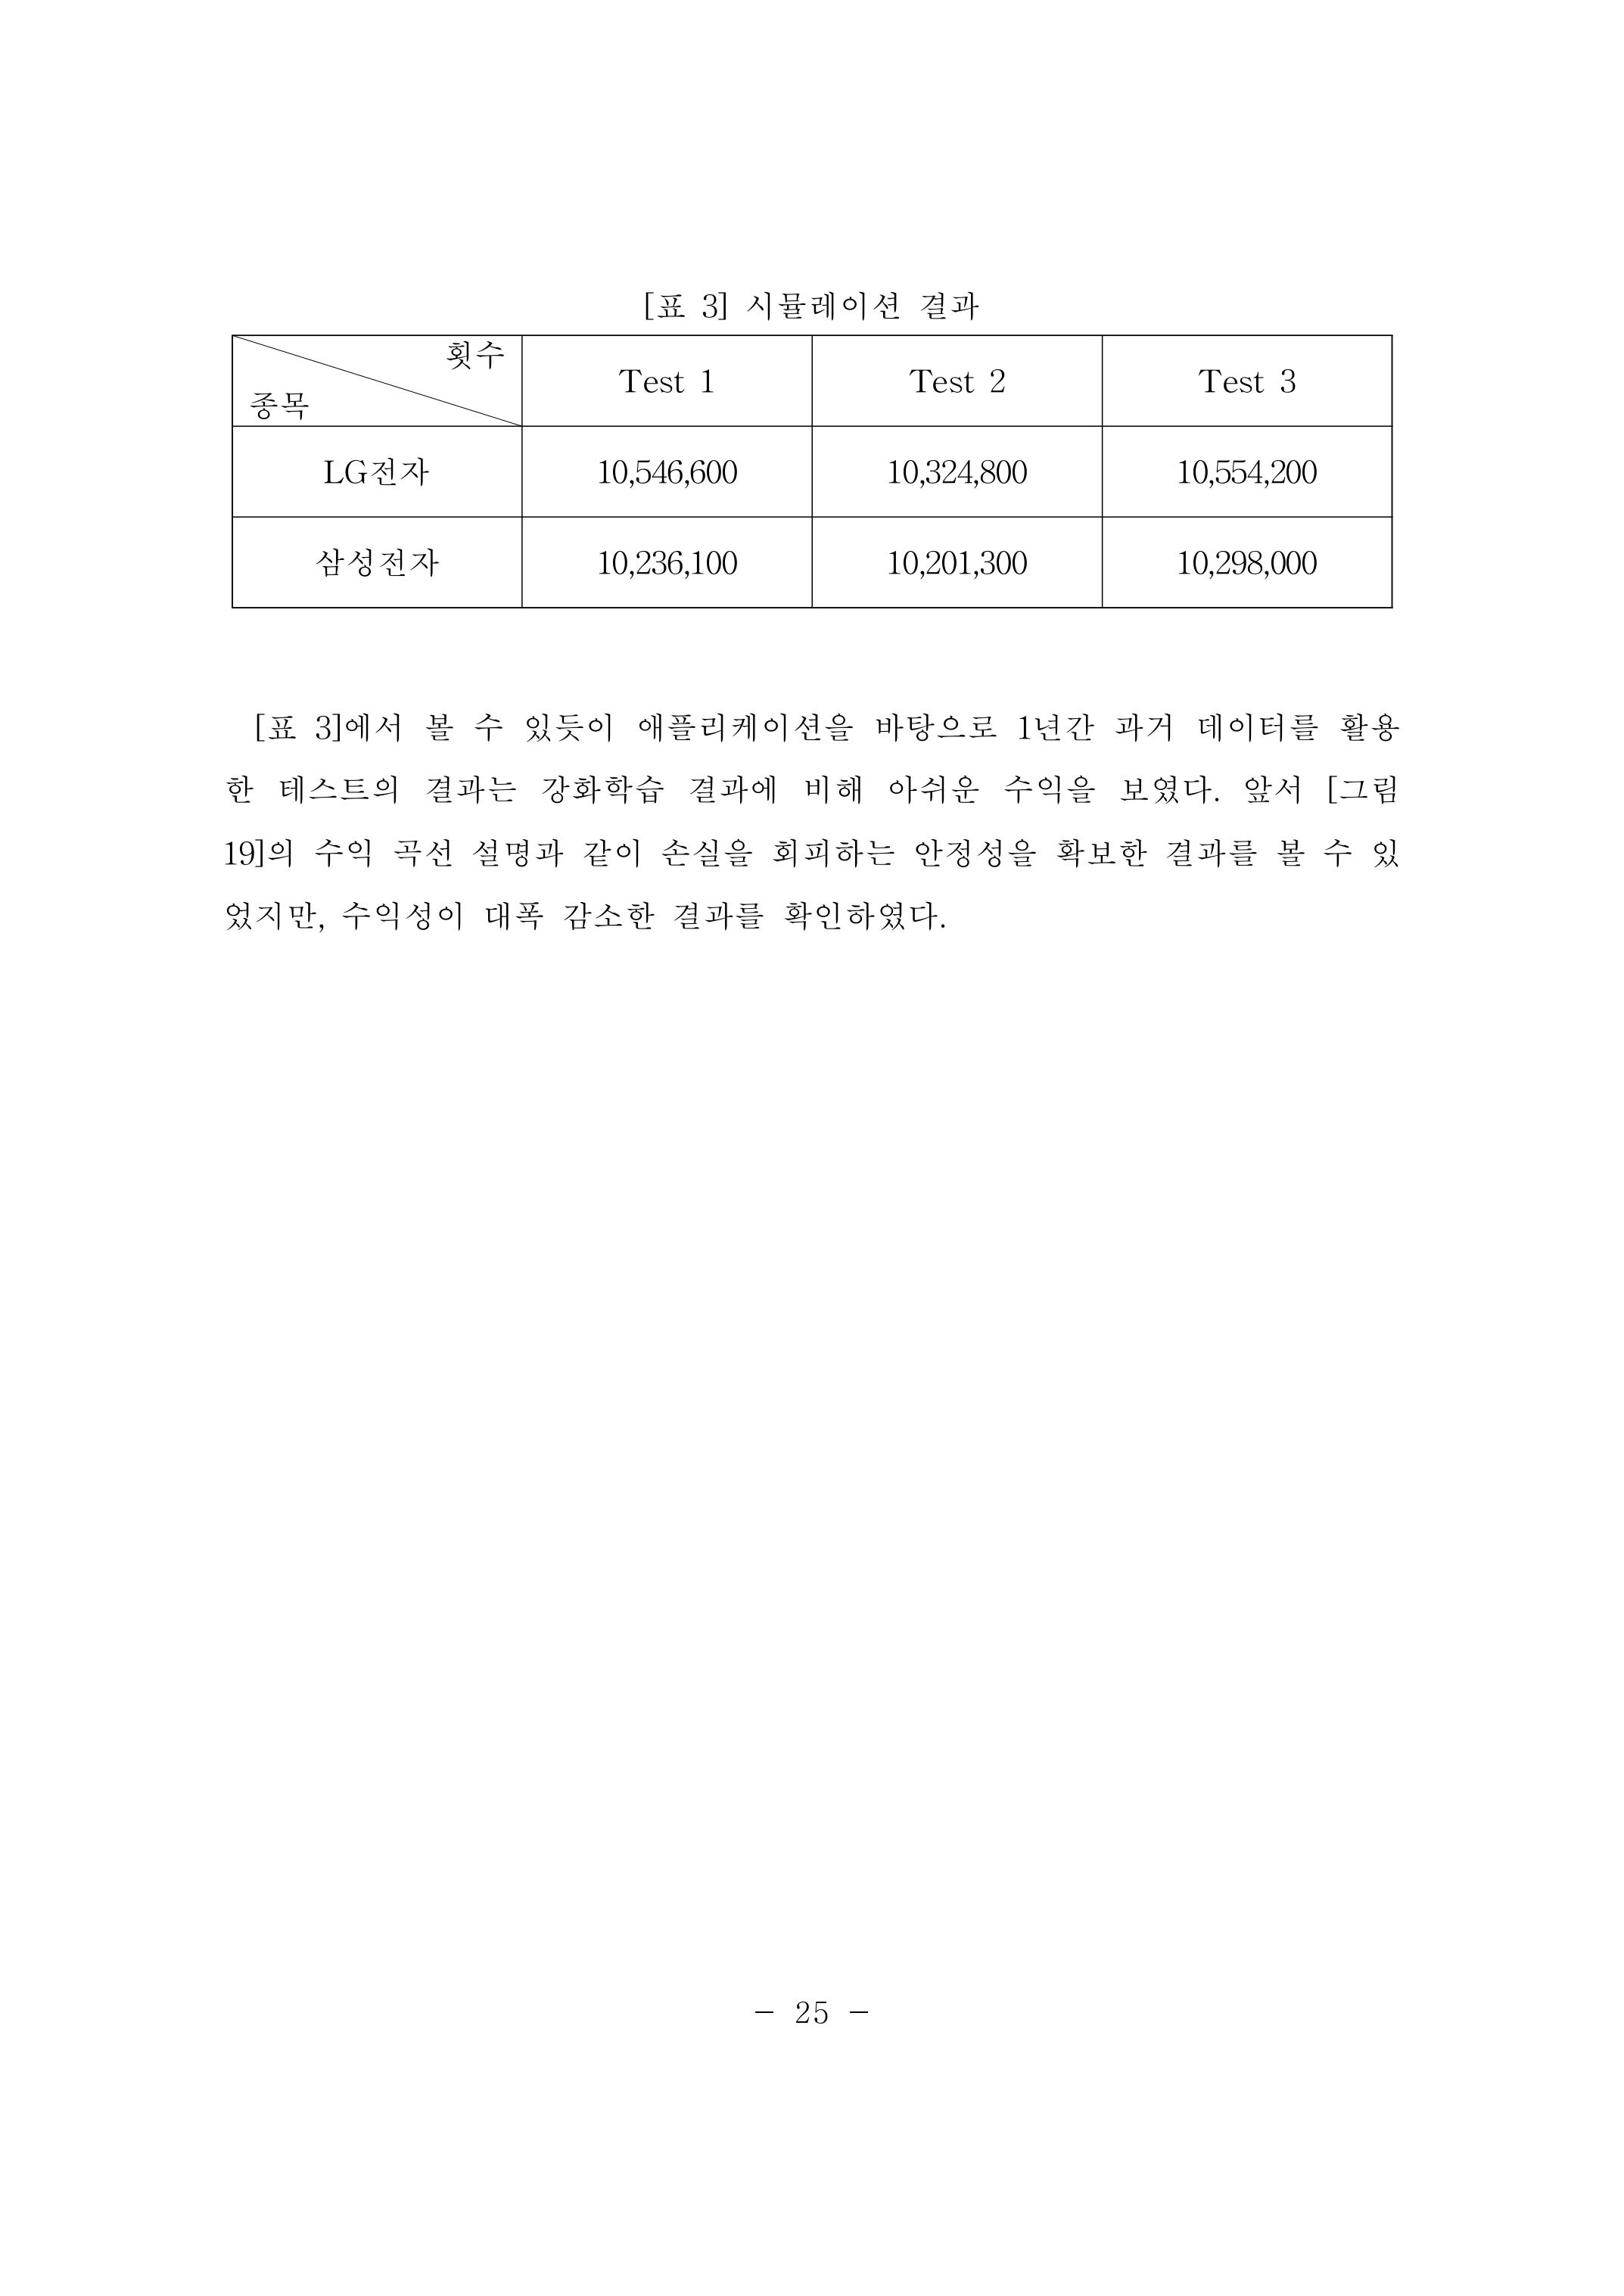 [표 3] 시뮬레이션 결과
횟수
종목
Test 1 Test 2 Test 3
LG전자 10,546,600 10,324,800 10,554,200
삼성전자 10,236,100 10,201,300 10,298,000
[표 3]에서 볼 수 있듯이 애플리케이션을 바탕으로 1년간 과거 데이터를 활용
한 테스트의 결과는 강화학습 결과에 비해 아쉬운 수익을 보였다. 앞서 [그림
19]의 수익 곡선 설명과 같이 손실을 회피하는 안정성을 확보한 결과를 볼 수 있
었지만, 수익성이 대폭 감소한 결과를 확인하였다.
- 25 -